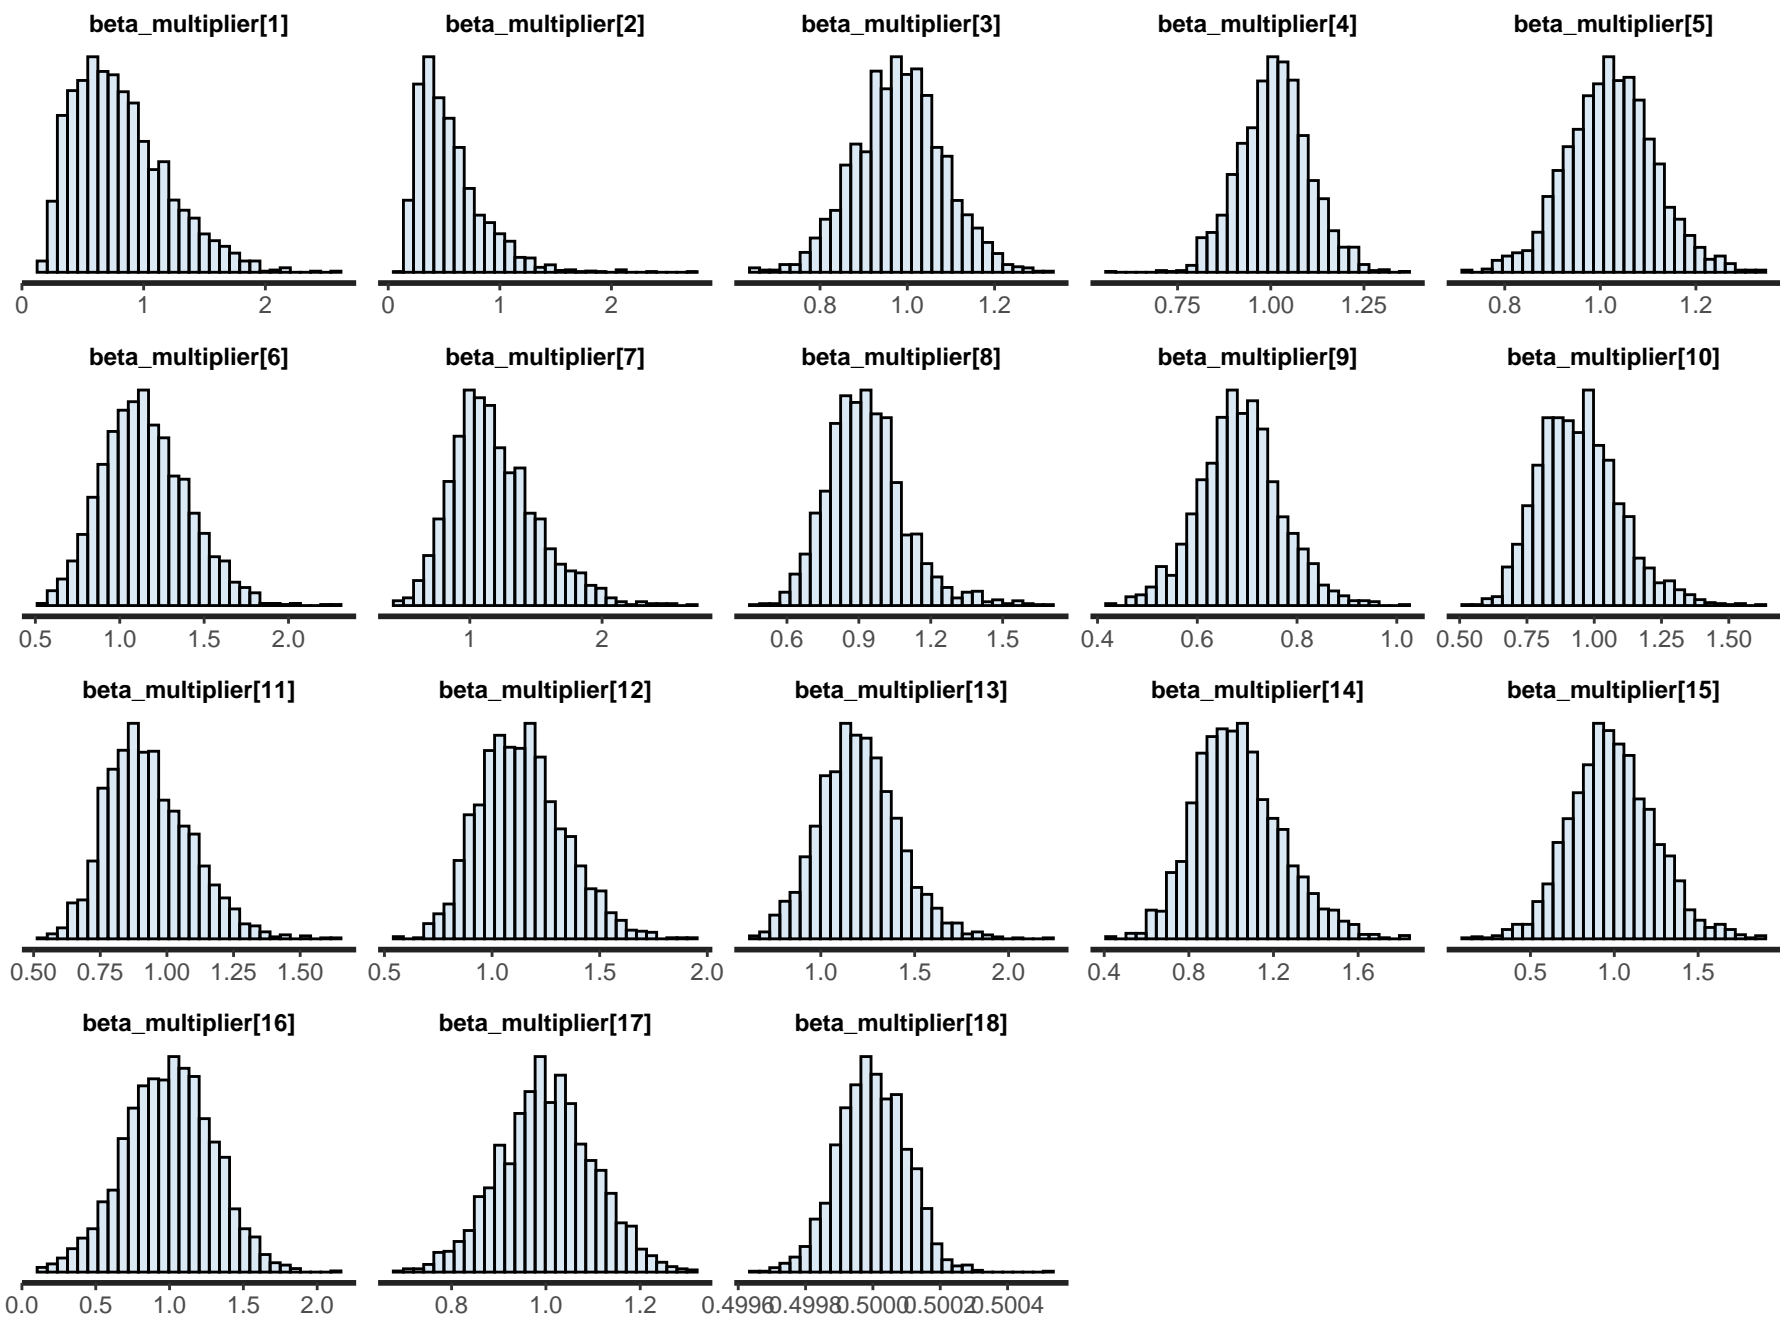 beta_multiplier[1] beta_multiplier[2] beta_multiplier[3] beta_multiplier[4] beta_multiplier[5]
0 1 2 0 1 2 0.8 1.0 1.2 0.75 1.00 1.25 0.8 1.0 1.2
beta_multiplier[6] beta_multiplier[7] beta_multiplier[8] beta_multiplier[9] beta_multiplier[10]
0.5 1.0 1.5 2.0 1 2 0.6 0.9 1.2 1.5 0.4 0.6 0.8 1.0 0.50 0.75 1.00 1.25 1.50
beta_multiplier[11] beta_multiplier[12] beta_multiplier[13] beta_multiplier[14] beta_multiplier[15]
0.50 0.75 1.00 1.25 1.50 0.5 1.0 1.5 2.0 1.0 1.5 2.0 0.4 0.8 1.2 1.6 0.5 1.0 1.5
beta_multiplier[16] beta_multiplier[17] beta_multiplier[18]
0.0 0.5 1.0 1.5 2.0 0.8 1.0 1.2 0.4996 0.4998 0.5000 0.5002 0.5004